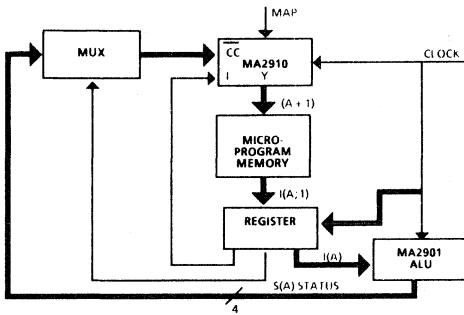 MAP
MUX
CC
MA2910
I Y
CLOCK
(A + 1)
MICRO-
PROGRAM
MEMORY
I(A; 1)
REGISTER
I(A)
MA2901
ALU
S(A) STATUS
4